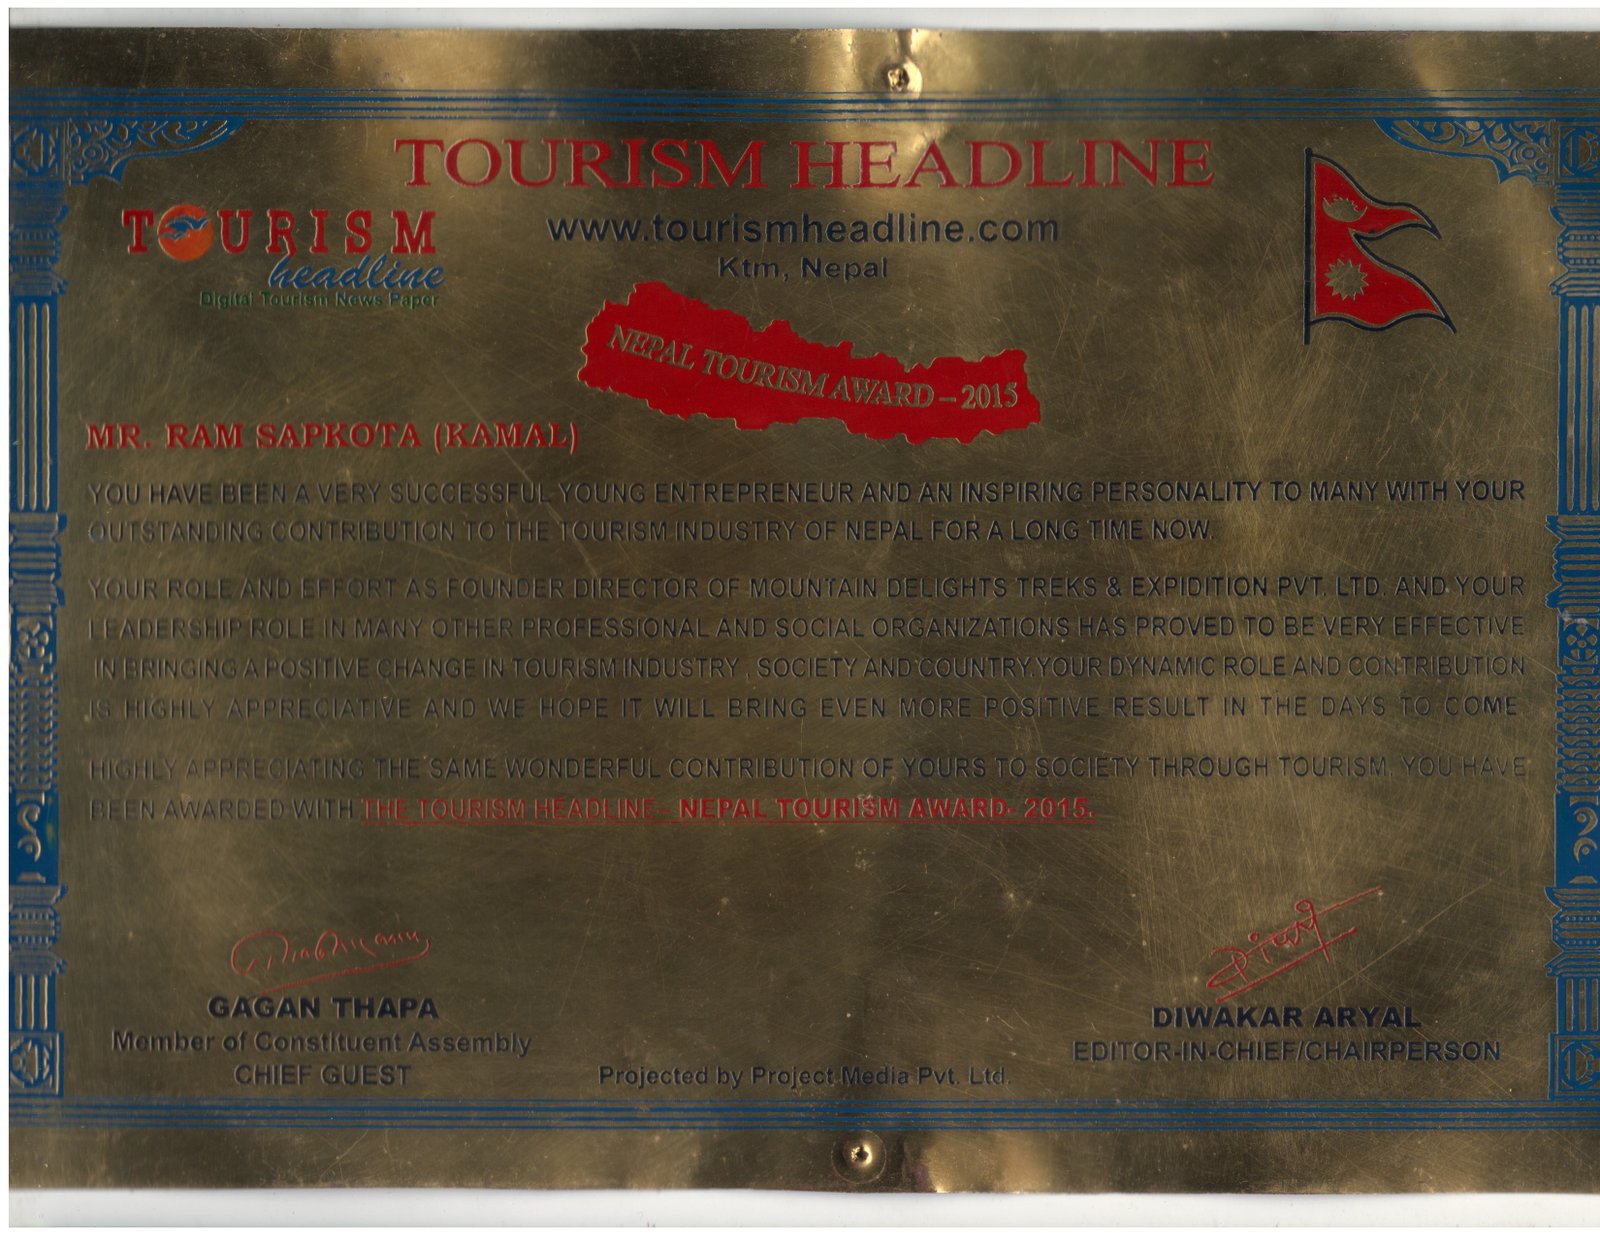 TOURISM HEADLINE
TOURISM
headline
Digital Tourism News Paper
www.tourismheadline.com
Ktm, Nepal
NEPAL TOURISM AWARD – 2015
MR. RAM SAPKOTA (KAMAL)
YOU HAVE BEEN A VERY SUCCESSFUL YOUNG ENTREPRENEUR AND AN INSPIRING PERSONALITY TO MANY WITH YOUR
OUTSTANDING CONTRIBUTION TO THE TOURISM INDUSTRY OF NEPAL FOR A LONG TIME NOW.
YOUR ROLE AND EFFORT AS FOUNDER DIRECTOR OF MOUNTAIN DELIGHTS TREKS & EXPIDITION PVT. LTD. AND YOUR
LEADERSHIP ROLE IN MANY OTHER PROFESSIONAL AND SOCIAL ORGANIZATIONS HAS PROVED TO BE VERY EFFECTIVE
IN BRINGING A POSITIVE CHANGE IN TOURISM INDUSTRY , SOCIETY AND COUNTRY.YOUR DYNAMIC ROLE AND CONTRIBUTION
IS HIGHLY APPRECIATIVE AND WE HOPE IT WILL BRING EVEN MORE POSITIVE RESULT IN THE DAYS TO COME
HIGHLY APPRECIATING THE SAME WONDERFUL CONTRIBUTION OF YOURS TO SOCIETY THROUGH TOURISM, YOU HAVE
BEEN AWARDED WITH THE TOURISM HEADLINE– NEPAL TOURISM AWARD- 2015.
GAGAN THAPA
Member of Constituent Assembly
CHIEF GUEST
Projected by Project Media Pvt. Ltd.
DIWAKAR ARYAL
EDITOR-IN-CHIEF/CHAIRPERSON